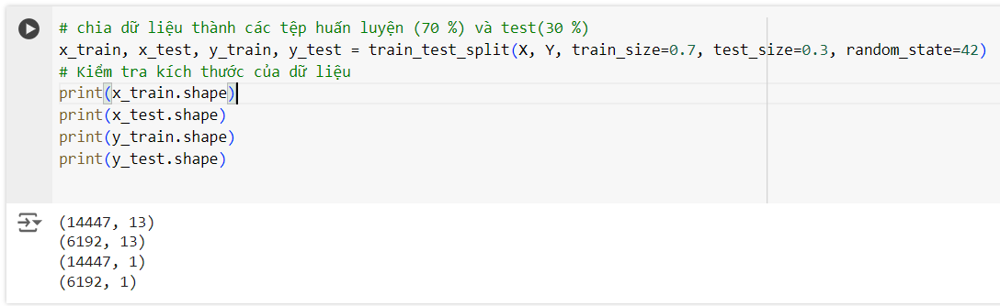 # chia dữ liệu thành các tệp huấn luyện (70 %) và test(30 %)
x_train, x_test, y_train, y_test = train_test_split(X, Y, train_size=0.7, test_size=0.3, random_state=42)
# Kiểm tra kích thước của dữ liệu
print(x_train.shape)
print(x_test.shape)
print(y_train.shape)
print(y_test.shape)
(14447, 13)
(6192, 13)
(14447, 1)
(6192, 1)